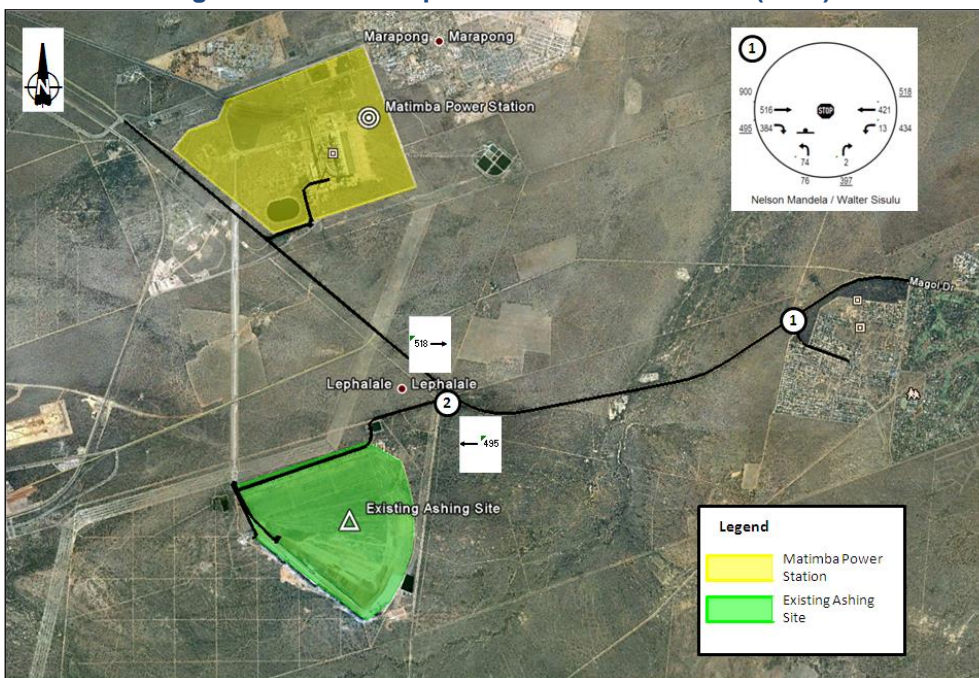 Marapong Marapong
Matimba Power Station
N
1
900
518
STOP
516
421
384
13
495
434
74
2
76
397
Nelson Mandela / Walter Sisulu
Magol Dr
1
518
Lephalale Lephalale
2
495
Existing Ashing Site
Legend
Matimba Power
Station
Existing Ashing
Site